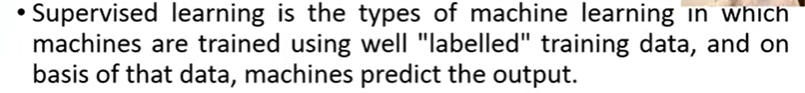 • Supervised learning is the types of machine learning in which
machines are trained using well "labelled" training data, and on
basis of that data, machines predict the output.